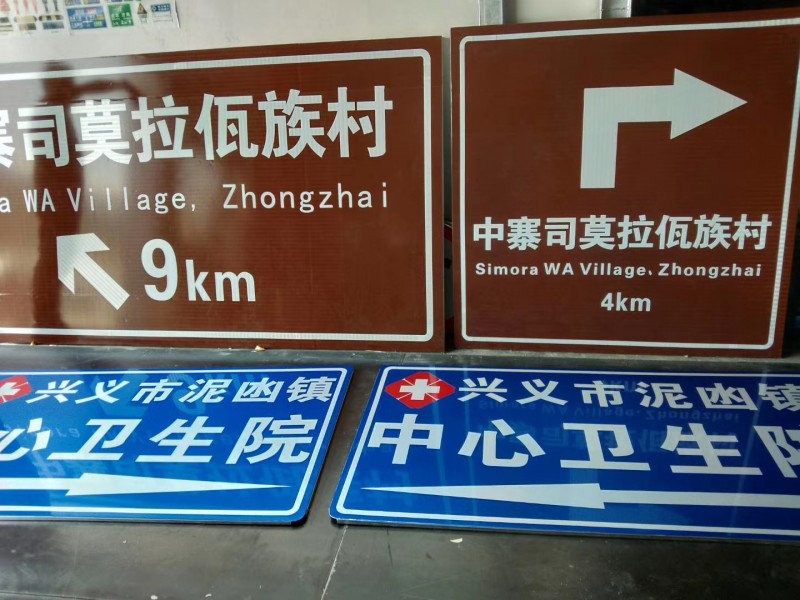 寨司莫拉佤族村
a WA Village, Zhongzhai
9km
中寨司莫拉佤族村
Simora WA Village, Zhongzhai
4km
兴义市泥凼镇
心卫生院
兴义市泥凼镇
中心卫生院